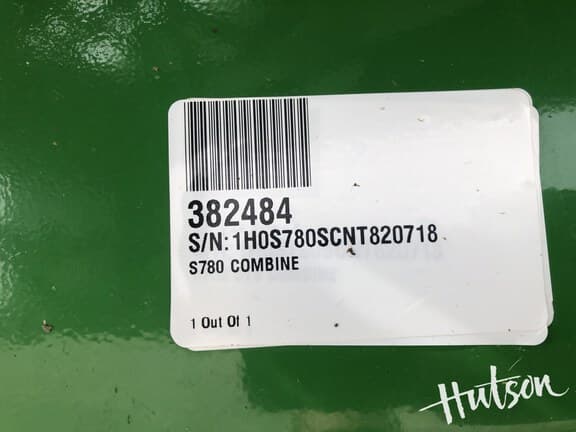 382484
S/N:1H0S780SCNT820718
S780 COMBINE
1 Out Of 1
Hutson